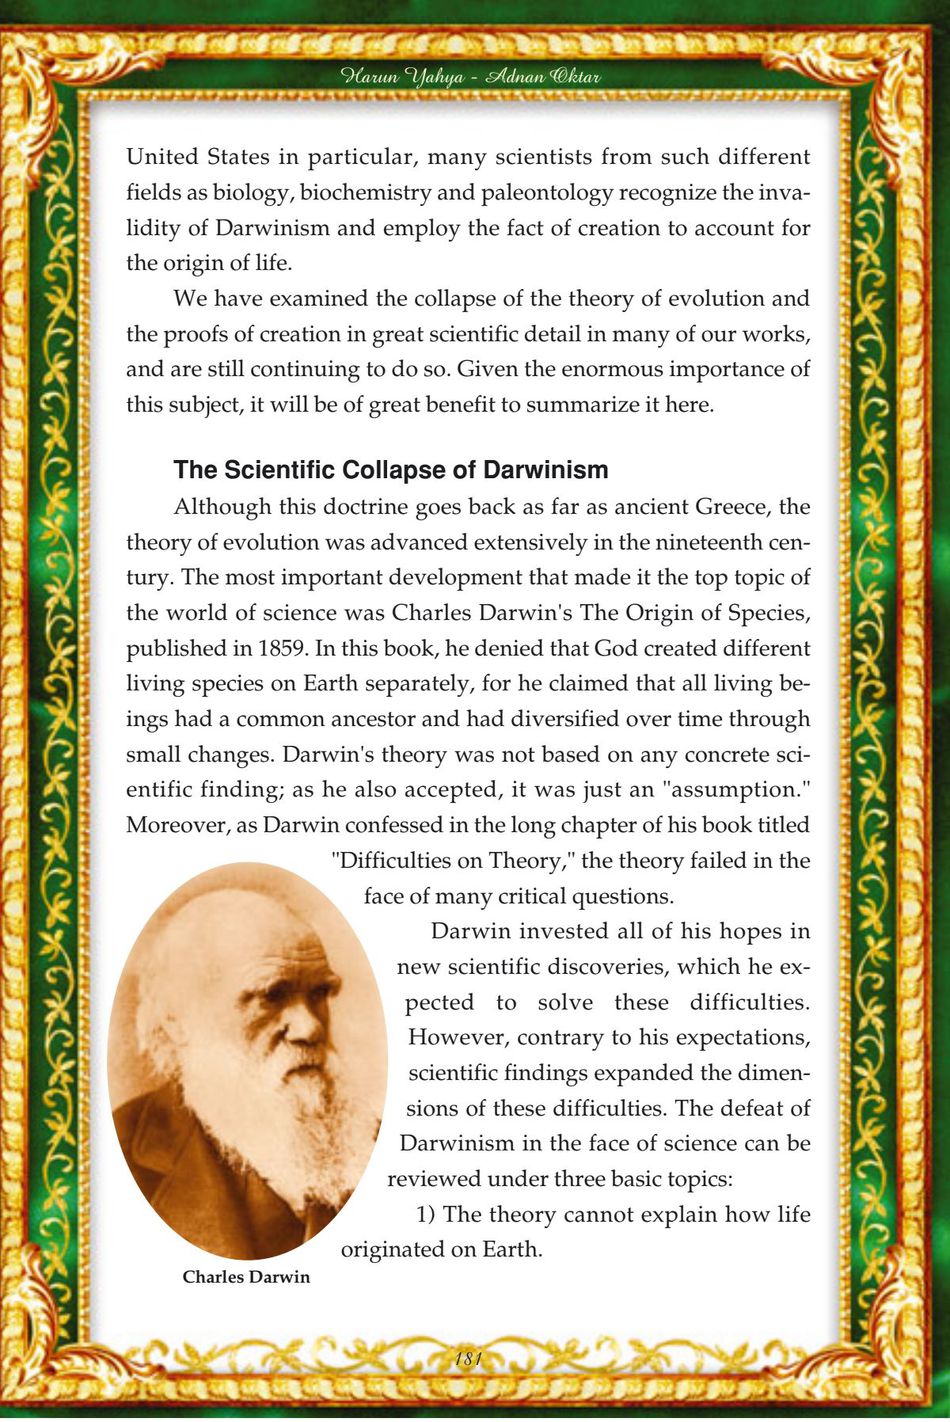 Harun Yahya - Adnan Oktar
United States in particular, many scientists from such different
fields as biology, biochemistry and paleontology recognize the inva-
lidity of Darwinism and employ the fact of creation to account for
the origin of life.
We have examined the collapse of the theory of evolution and
the proofs of creation in great scientific detail in many of our works,
and are still continuing to do so. Given the enormous importance of
this subject, it will be of great benefit to summarize it here.
The Scientific Collapse of Darwinism
Although this doctrine goes back as far as ancient Greece, the
theory of evolution was advanced extensively in the nineteenth cen-
tury. The most important development that made it the top topic of
the world of science was Charles Darwin's The Origin of Species,
published in 1859. In this book, he denied that God created different
living species on Earth separately, for he claimed that all living be-
ings had a common ancestor and had diversified over time through
small changes. Darwin's theory was not based on any concrete sci-
entific finding; as he also accepted, it was just an "assumption."
Moreover, as Darwin confessed in the long chapter of his book titled
"Difficulties on Theory," the theory failed in the
face of many critical questions.
Darwin invested all of his hopes in
new scientific discoveries, which he ex-
pected to solve these difficulties.
However, contrary to his expectations,
scientific findings expanded the dimen-
sions of these difficulties. The defeat of
Darwinism in the face of science can be
reviewed under three basic topics:
1) The theory cannot explain how life
originated on Earth.
Charles Darwin
181